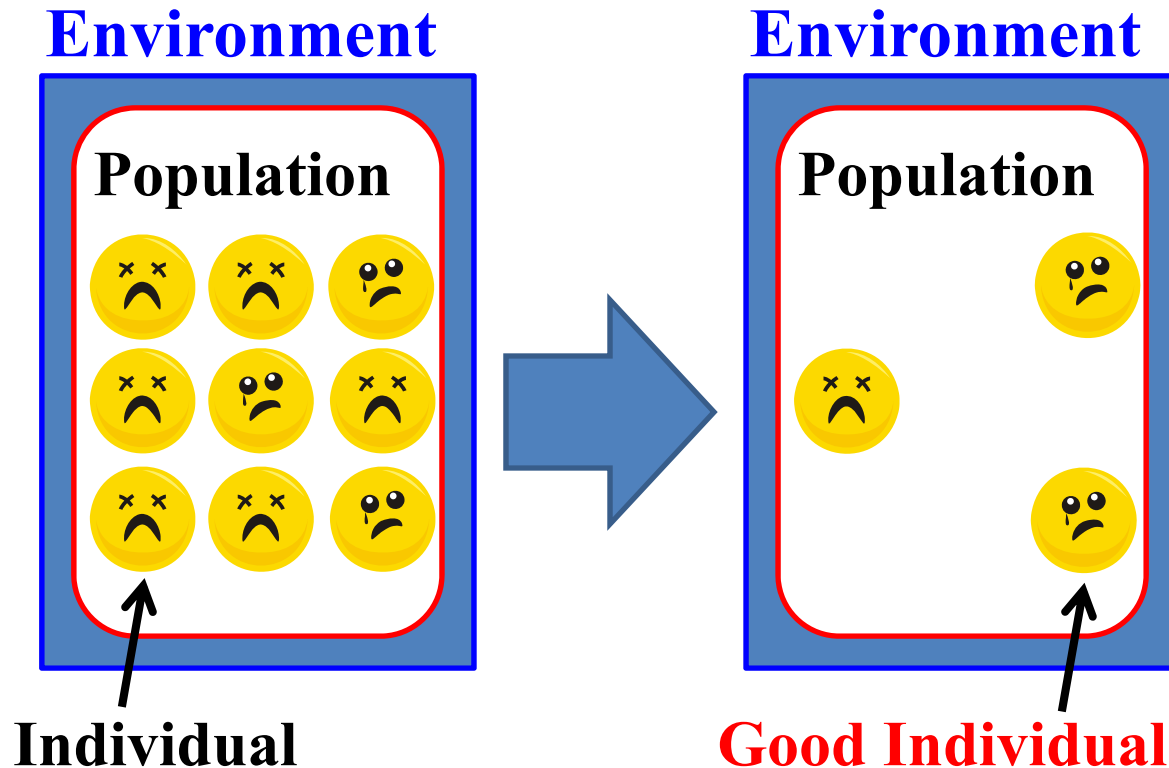 Environment
Population
Individual
Environment
Population
Good Individual